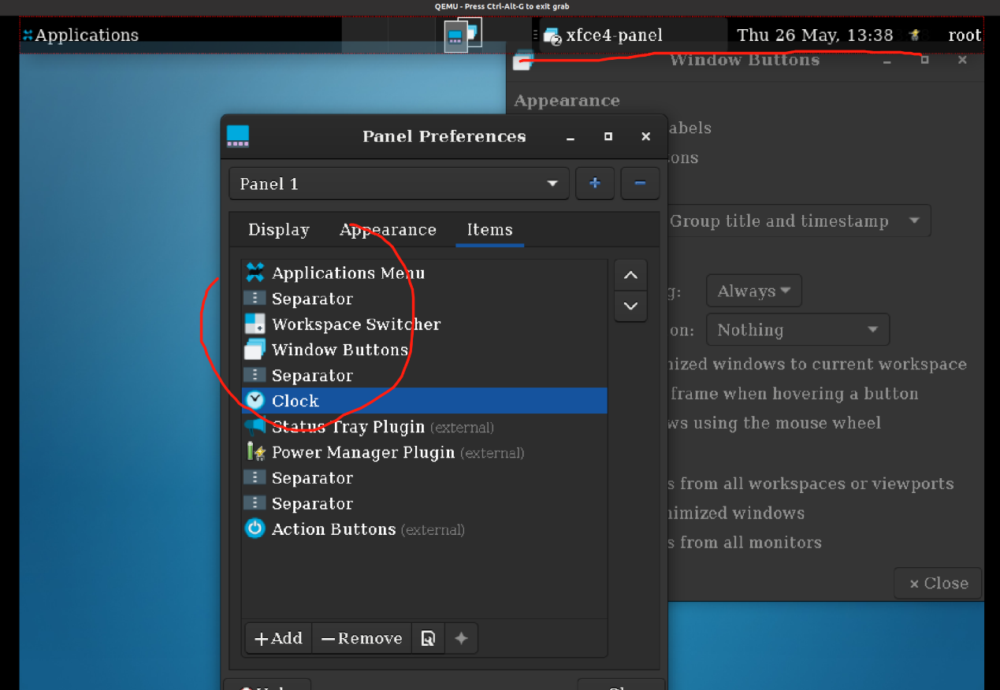 QEMU - Press Ctrl-Alt-G to exit grab
Applications
2 xfce4-panel
Thu 26 May, 13:38
root
Window Buttons
Appearance
abels
ons
Group title and timestamp
g:
Always
on:
Nothing
ized windows to current workspace
frame when hovering a button
ws using the mouse wheel
s from all workspaces or viewports
nimized windows
s from all monitors
Close
Panel Preferences
Panel 1
Display Appearance Items
Applications Menu
Separator
Workspace Switcher
Window Buttons
Separator
Clock
Status Tray Plugin (external)
Power Manager Plugin (external)
Separator
Separator
Action Buttons (external)
Add Remove